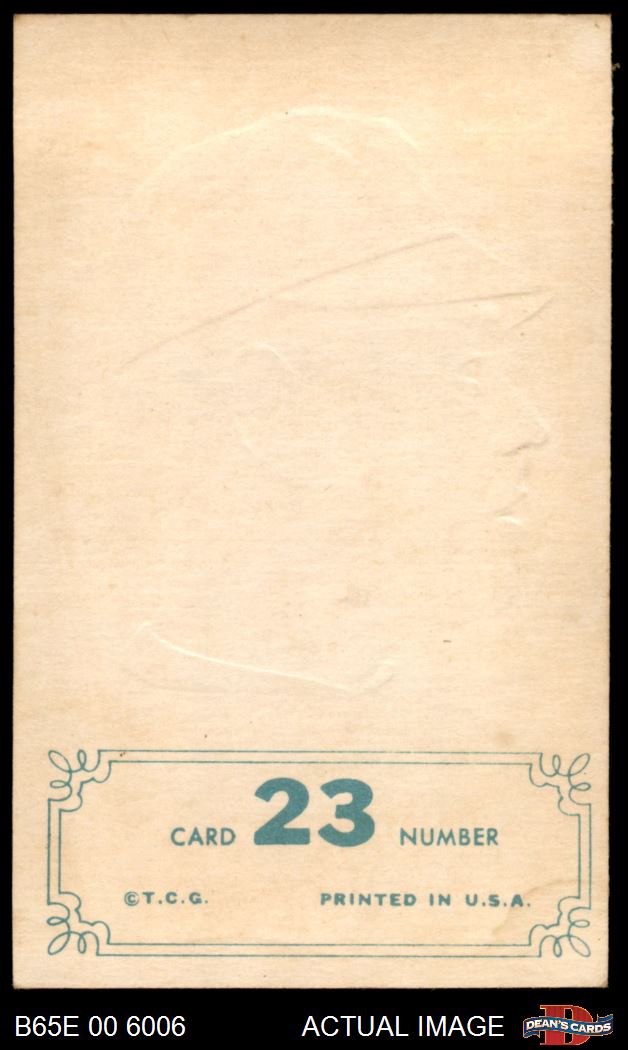 CARD 23 NUMBER
©T.C.G. PRINTED IN U.S.A.
B65E 00 6006 ACTUAL IMAGE DEAN'S CARDS